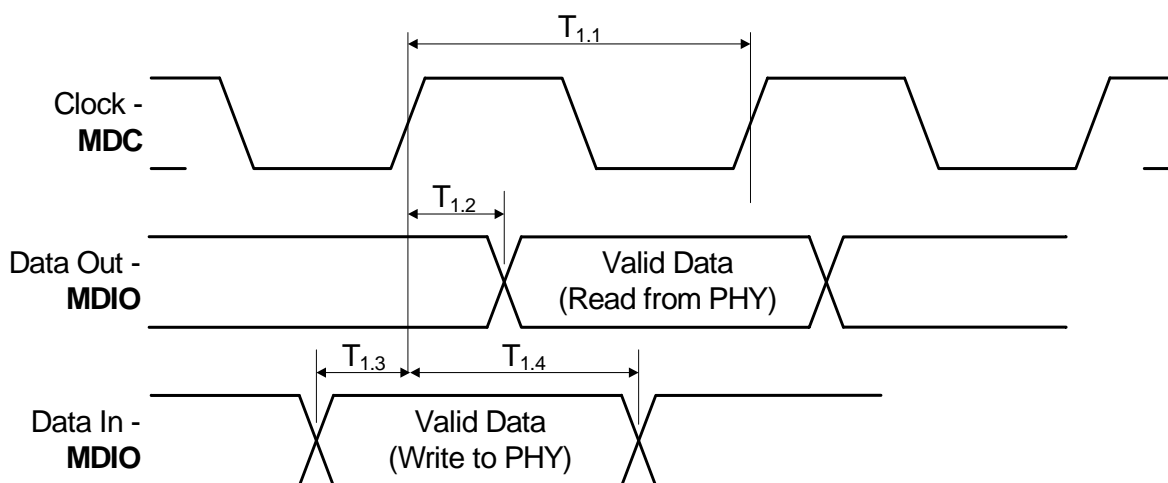 T1.1
Clock -
MDC
T1.2
Data Out -
MDIO
Valid Data
(Read from PHY)
T1.3
T1.4
Data In -
MDIO
Valid Data
(Write to PHY)